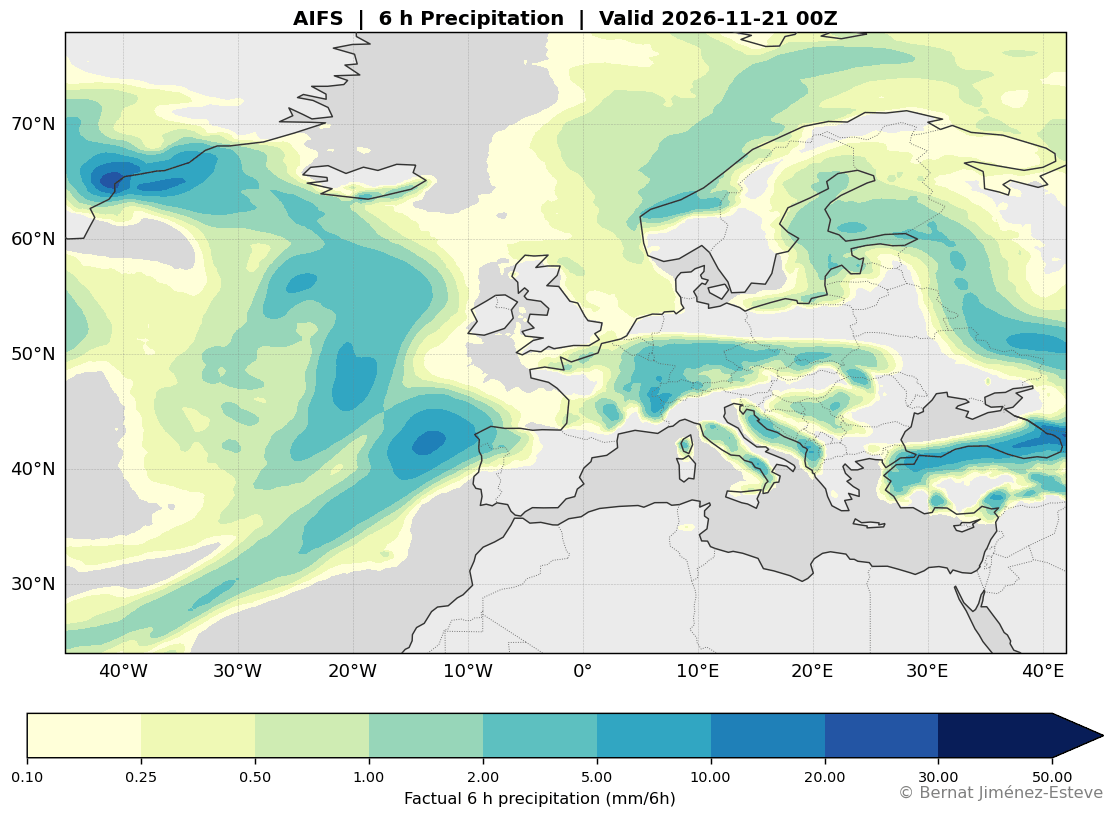 AIFS | 6 h Precipitation | Valid 2026-11-21 00Z
70°N
60°N
50°N
40°N
30°N
40°W 30°W 20°W 10°W 0° 10°E 20°E 30°E 40°E
0.10 0.25 0.50 1.00 2.00 5.00 10.00 20.00 30.00 50.00
Factual 6 h precipitation (mm/6h)
© Bernat Jiménez-Esteve